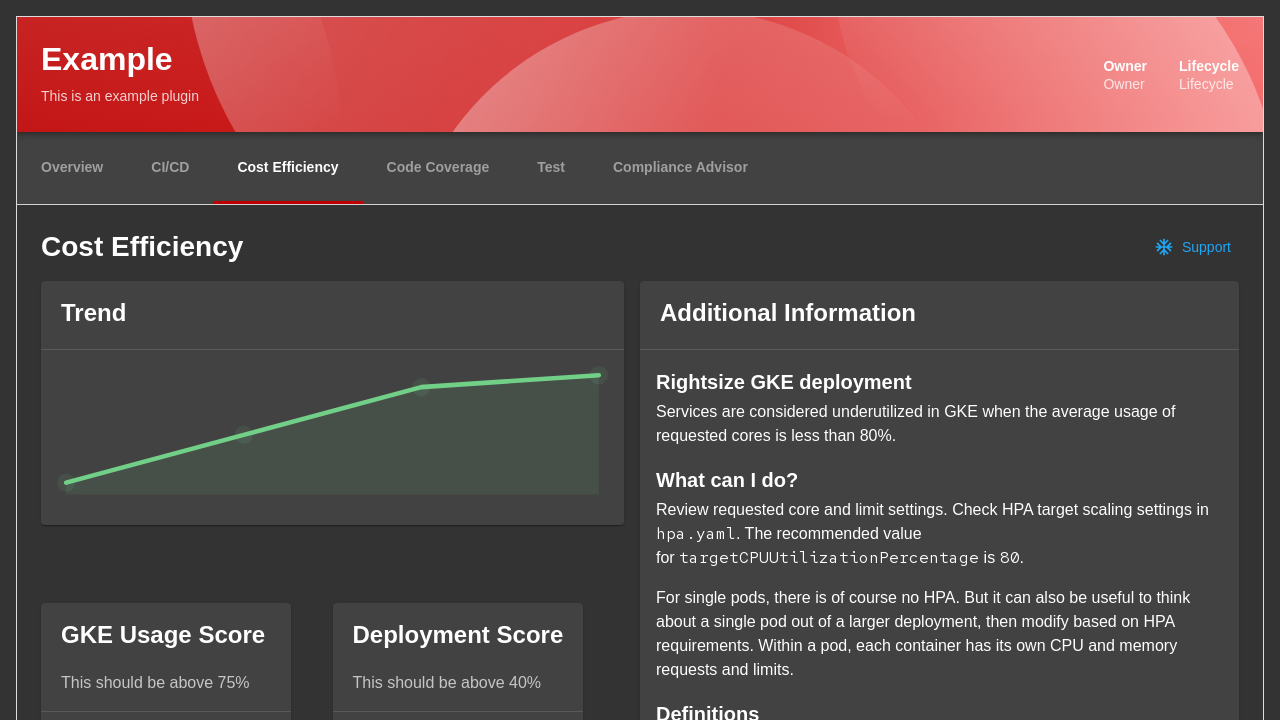 Example
This is an example plugin
Owner
Owner
Lifecycle
Lifecycle
Overview
CI/CD
Cost Efficiency
Code Coverage
Test
Compliance Advisor
Cost Efficiency
Support
Trend
GKE Usage Score
This should be above 75%
Deployment Score
This should be above 40%
Additional Information
Rightsize GKE deployment
Services are considered underutilized in GKE when the average usage of
requested cores is less than 80%.
What can I do?
Review requested core and limit settings. Check HPA target scaling settings in
hpa.yaml. The recommended value
for targetCPUUtilizationPercentage is 80.
For single pods, there is of course no HPA. But it can also be useful to think
about a single pod out of a larger deployment, then modify based on HPA
requirements. Within a pod, each container has its own CPU and memory
requests and limits.
Definitions